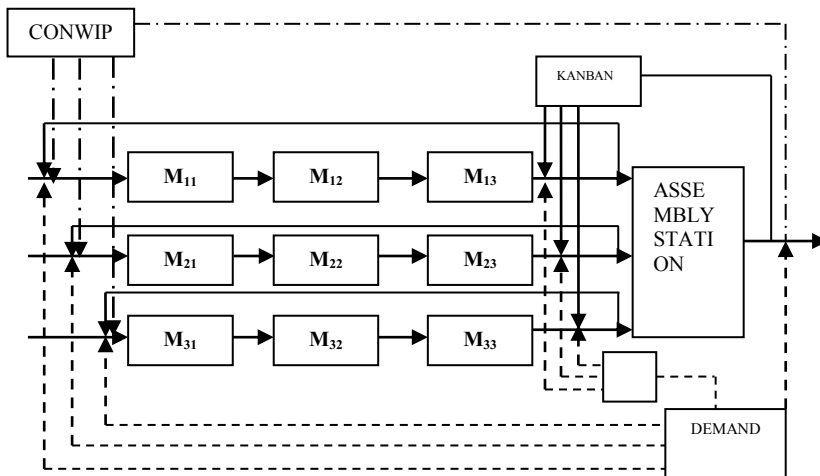 CONWIP
KANBAN
M11 M12 M13
ASSE
MBLY
STATI
ON
M21 M22 M23
M31 M32 M33
DEMAND